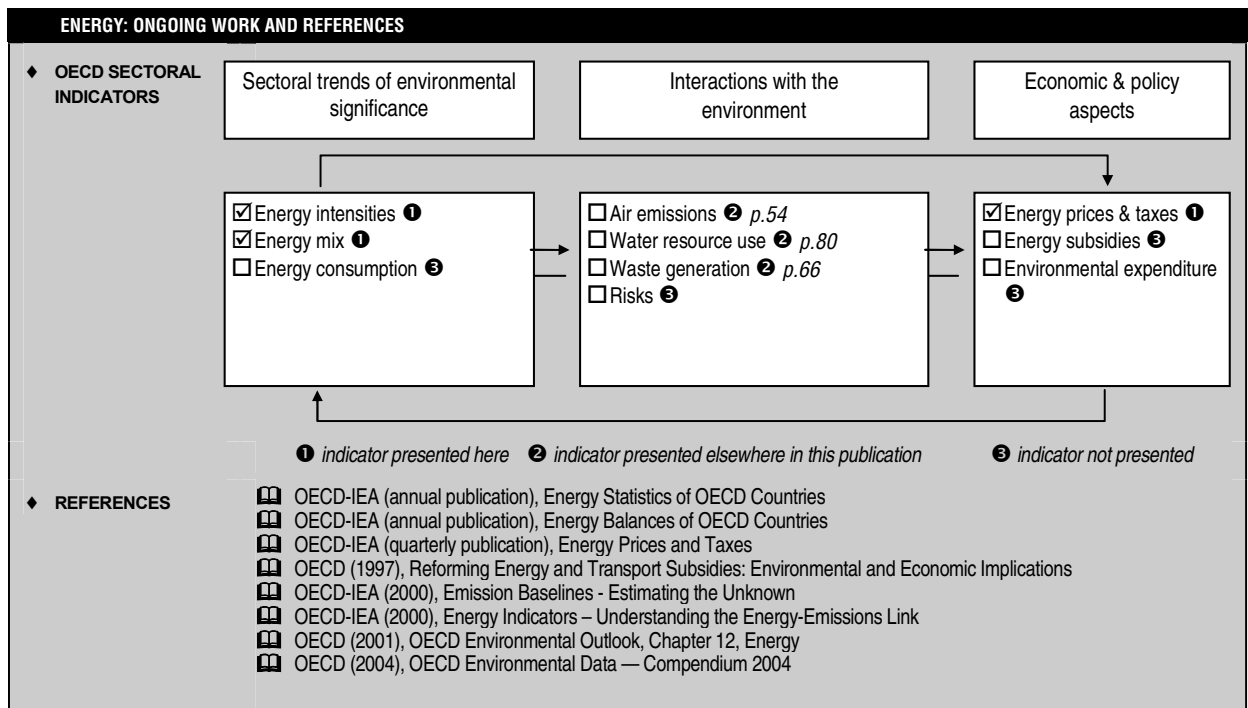 ENERGY: ONGOING WORK AND REFERENCES
♦ OECD SECTORAL
INDICATORS
Sectoral trends of environmental
significance
Interactions with the
environment
Economic & policy
aspects
☑ Energy intensities ❶
☑ Energy mix ❶
☐ Energy consumption ❸
☐ Air emissions ❷ p.54
☐ Water resource use ❷ p.80
☐ Waste generation ❷ p.66
☐ Risks ❸
☑ Energy prices & taxes ❶
☐ Energy subsidies ❸
☐ Environmental expenditure
❸
❶ indicator presented here ❷ indicator presented elsewhere in this publication ❸ indicator not presented
♦ REFERENCES
🕮 OECD-IEA (annual publication), Energy Statistics of OECD Countries
🕮 OECD-IEA (annual publication), Energy Balances of OECD Countries
🕮 OECD-IEA (quarterly publication), Energy Prices and Taxes
🕮 OECD (1997), Reforming Energy and Transport Subsidies: Environmental and Economic Implications
🕮 OECD-IEA (2000), Emission Baselines - Estimating the Unknown
🕮 OECD-IEA (2000), Energy Indicators – Understanding the Energy-Emissions Link
🕮 OECD (2001), OECD Environmental Outlook, Chapter 12, Energy
🕮 OECD (2004), OECD Environmental Data — Compendium 2004